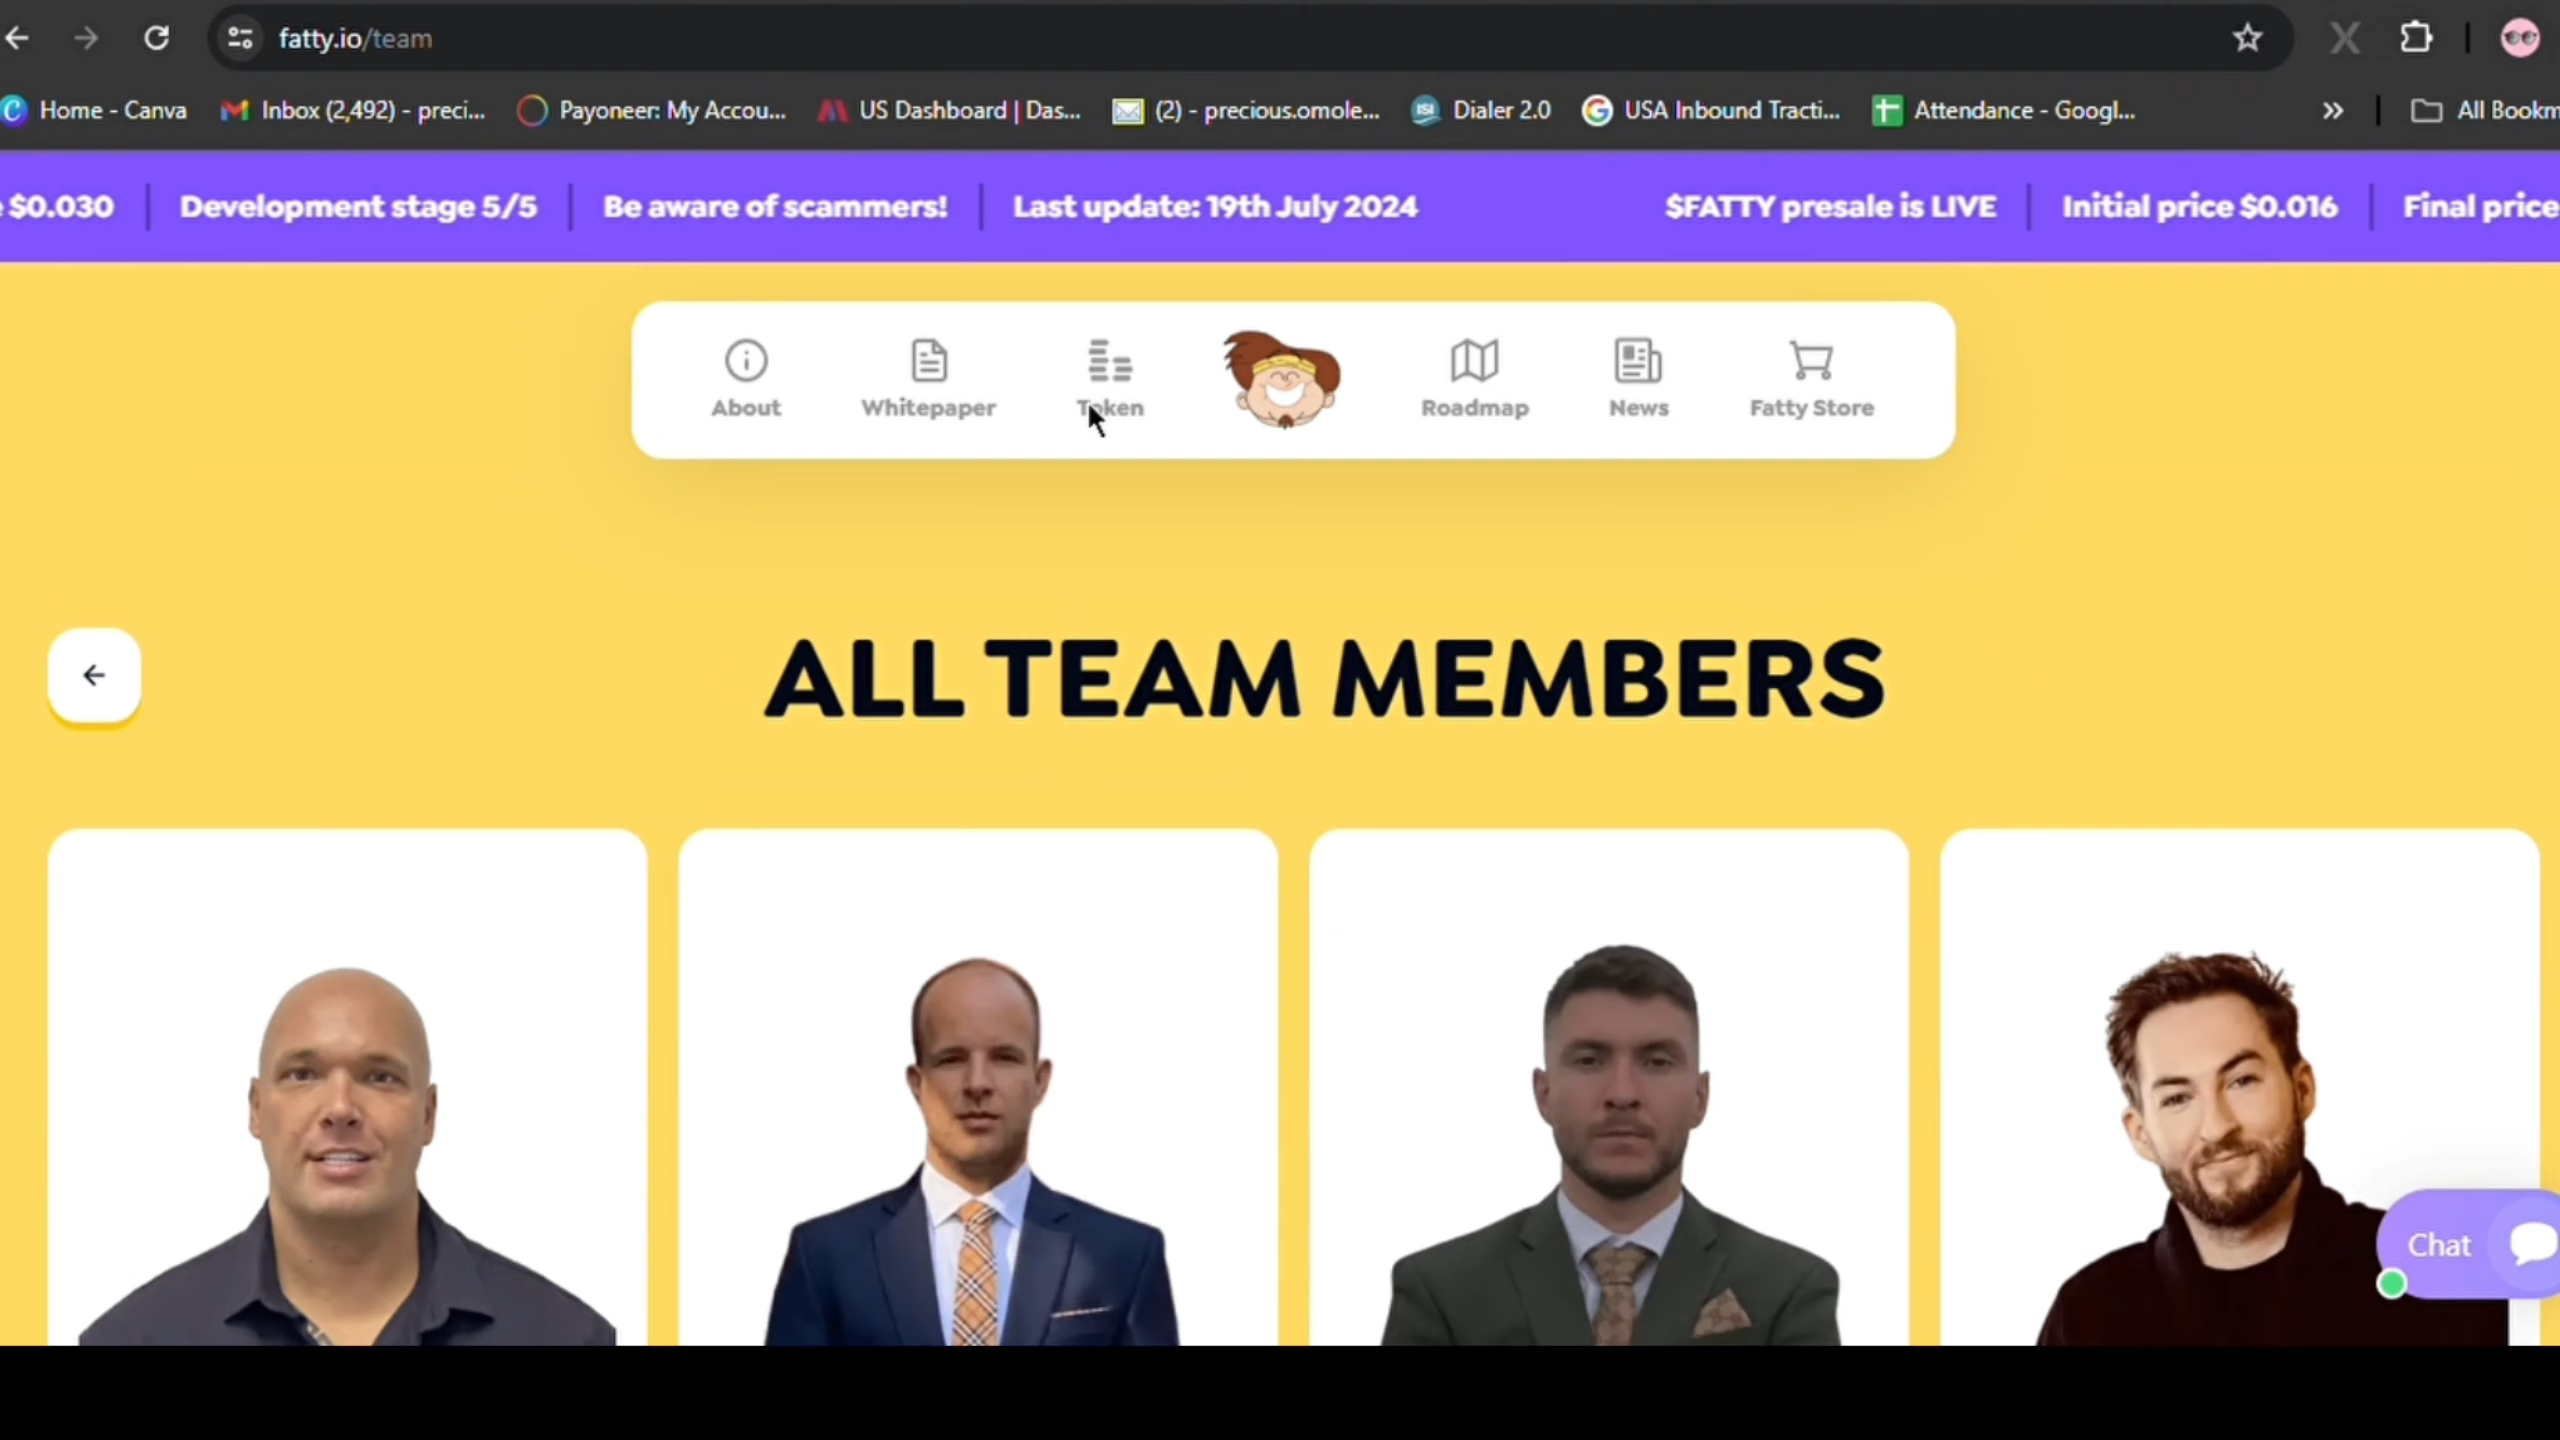 fatty.io/team
Home - Canva Inbox (2,492) - preci... Payoneer: My Accou... US Dashboard | Das... (2) - precious.omole... Dialer 2.0 USA Inbound Tracti... Attendance - Googl... » All Bookm
$0.030 Development stage 5/5 Be aware of scammers! Last update: 19th July 2024 $FATTY presale is LIVE Initial price $0.016 Final price
About Whitepaper Token Roadmap News Fatty Store
ALL TEAM MEMBERS
Chat